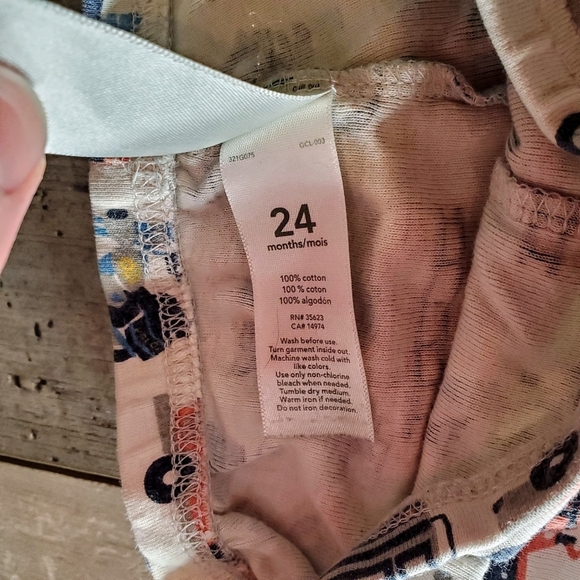 321G075 GCL-003
24
months/mois
100% cotton
100% coton
100% algodón
RN# 35623
CA# 14974
Wash before use.
Turn garment inside out.
Machine wash cold with
like colors.
Use only non-chlorine
bleach when needed.
Tumble dry medium.
Warm iron if needed.
Do not iron decoration.